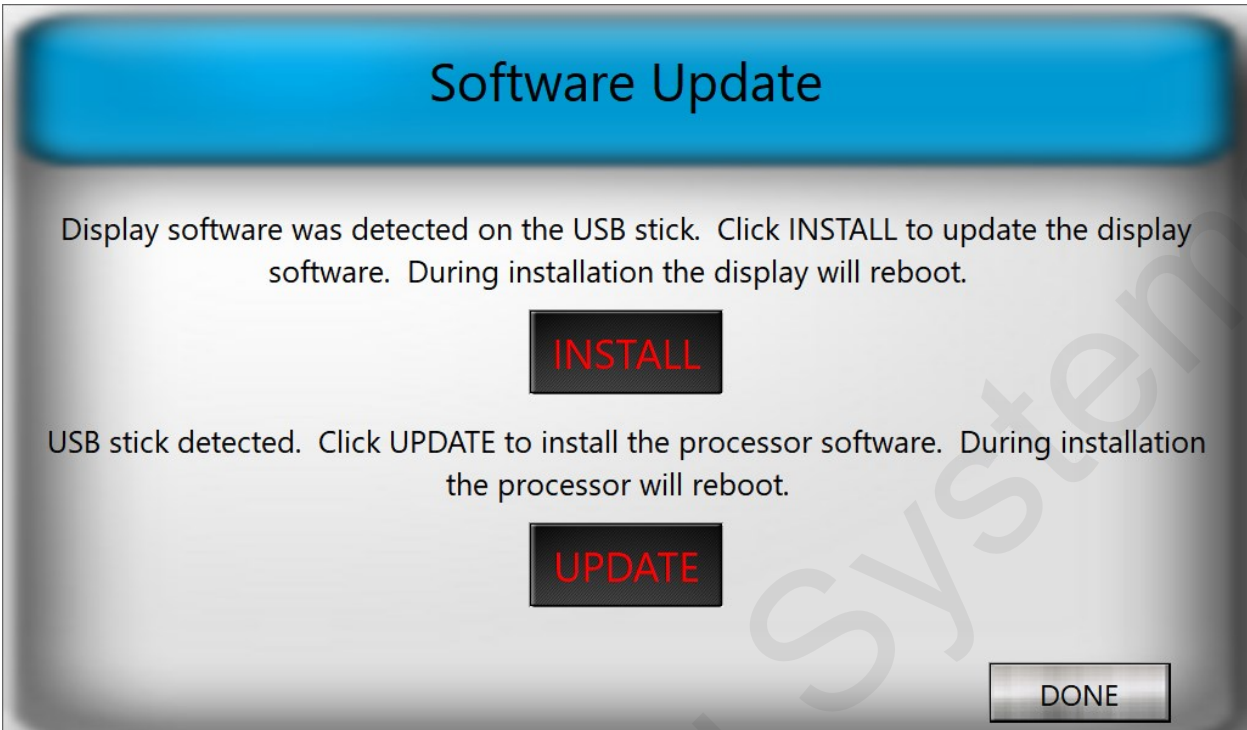 Software Update
Display software was detected on the USB stick.  Click INSTALL to update the display
software.  During installation the display will reboot.
INSTALL
USB stick detected.  Click UPDATE to install the processor software.  During installation
the processor will reboot.
UPDATE
DONE